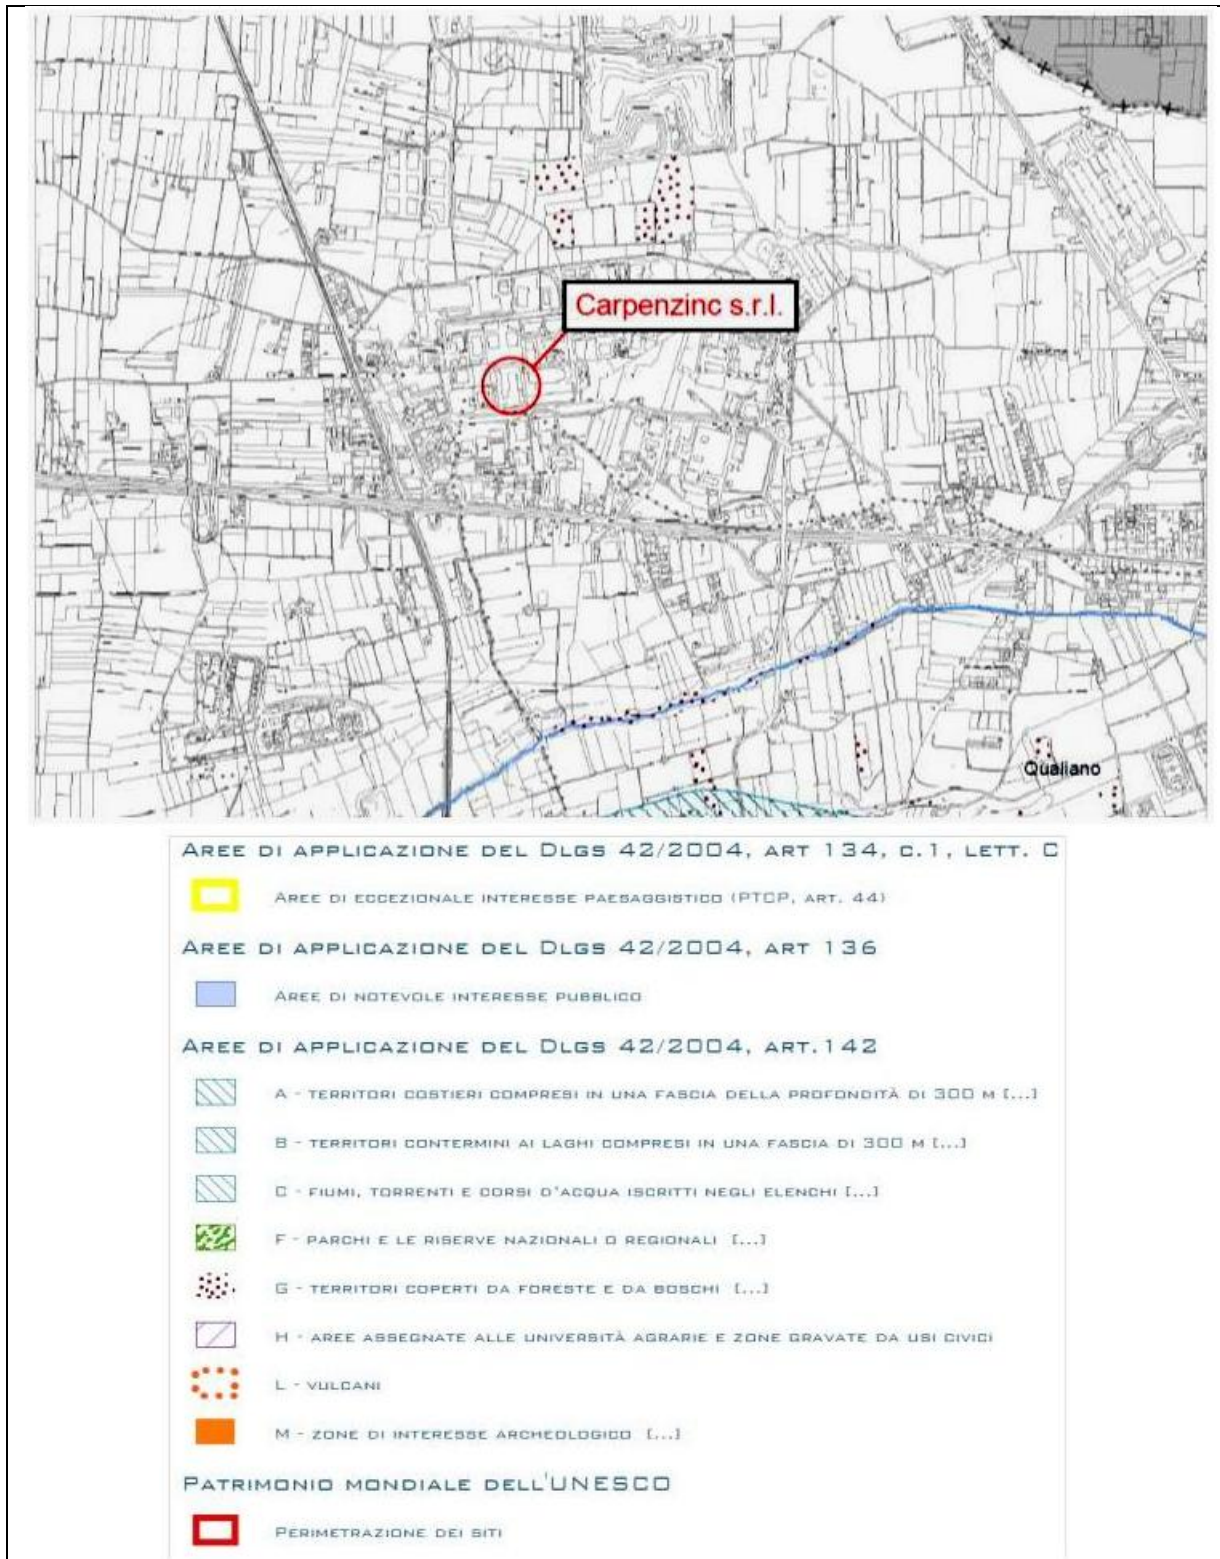 Carpenzinc s.r.l.
Qualiano
AREE DI APPLICAZIONE DEL DLGS 42/2004, ART 134, C.1, LETT. C
AREE DI ECCEZIONALE INTERESSE PAESAGGISTICO (PTCP, ART. 44)
AREE DI APPLICAZIONE DEL DLGS 42/2004, ART 136
AREE DI NOTEVOLE INTERESSE PUBBLICO
AREE DI APPLICAZIONE DEL DLGS 42/2004, ART.142
A - TERRITORI COSTIERI COMPRESI IN UNA FASCIA DELLA PROFONDITÀ DI 300 M [...]
B - TERRITORI CONTERMINI AI LAGHI COMPRESI IN UNA FASCIA DI 300 M [...]
C - FIUMI, TORRENTI E CORSI D'ACQUA ISCRITTI NEGLI ELENCHI [...]
F - PARCHI E LE RISERVE NAZIONALI O REGIONALI [...]
G - TERRITORI COPERTI DA FORESTE E DA BOSCHI [...]
H - AREE ASSEGNATE ALLE UNIVERSITÀ AGRARIE E ZONE GRAVATE DA USI CIVICI
L - VULCANI
M - ZONE DI INTERESSE ARCHEOLOGICO [...]
PATRIMONIO MONDIALE DELL'UNESCO
PERIMETRAZIONE DEI SITI